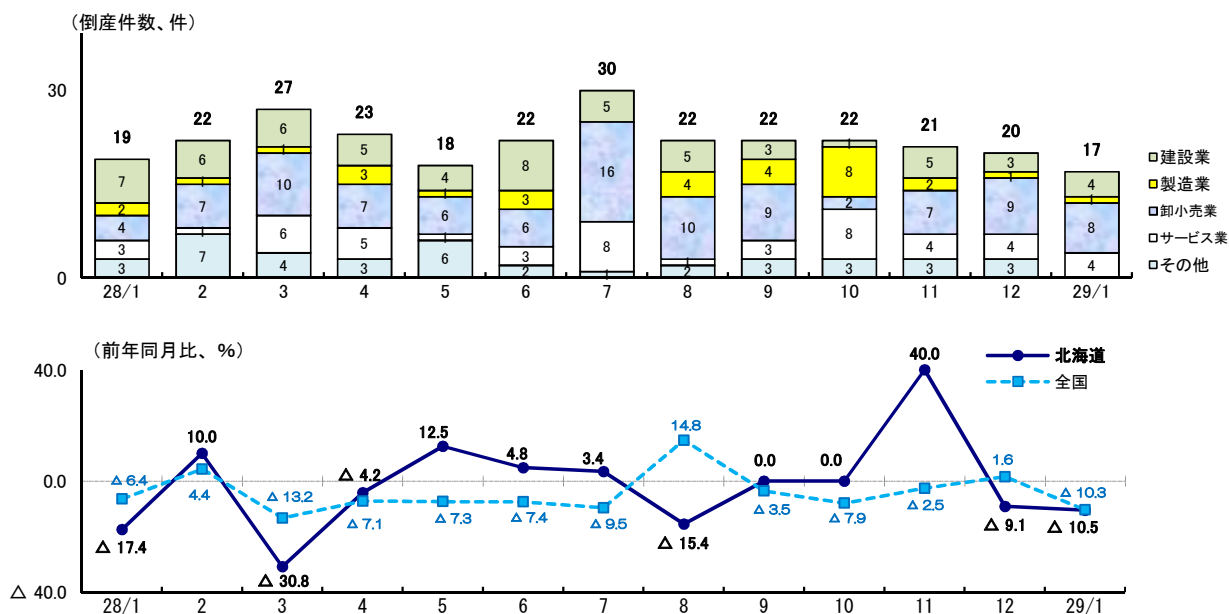 (倒産件数、件)
30
0
19 22 27 23 18 22 30 22 22 22 21 20 17
7 6 6 5 4 8 5 5 3 1 5 3 4
2 1 1 3 1 3 4 4 8 2 1 1
4 7 10 7 6 6 16 10 9 2 7 9 8
3 1 6 5 1 3 8 1 3 8 4 4 4
3 7 4 3 6 2 1 2 3 3 3 3
28/1 2 3 4 5 6 7 8 9 10 11 12 29/1
建設業
製造業
卸小売業
サービス業
その他
(前年同月比、%)
北海道
全国
40.0
0.0
△ 40.0
△ 17.4 10.0 △ 30.8 △ 4.2 12.5 4.8 3.4 △ 15.4 0.0 0.0 40.0 △ 9.1 △ 10.5
△ 6.4 4.4 △ 13.2 △ 7.1 △ 7.3 △ 7.4 △ 9.5 14.8 △ 3.5 △ 7.9 △ 2.5 1.6 △ 10.3
28/1 2 3 4 5 6 7 8 9 10 11 12 29/1